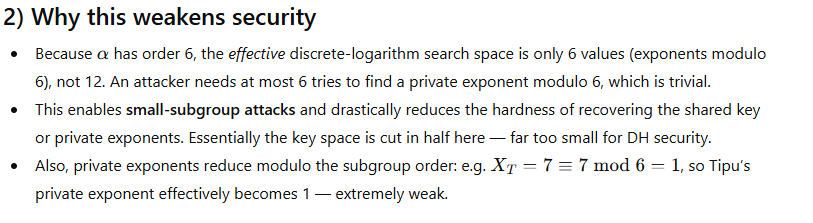 2) Why this weakens security
• Because α has order 6, the effective discrete-logarithm search space is only 6 values (exponents modulo
6), not 12. An attacker needs at most 6 tries to find a private exponent modulo 6, which is trivial.
• This enables small-subgroup attacks and drastically reduces the hardness of recovering the shared key
or private exponents. Essentially the key space is cut in half here — far too small for DH security.
• Also, private exponents reduce modulo the subgroup order: e.g. X_T = 7 ≡ 7 mod 6 = 1, so Tipu's
private exponent effectively becomes 1 — extremely weak.